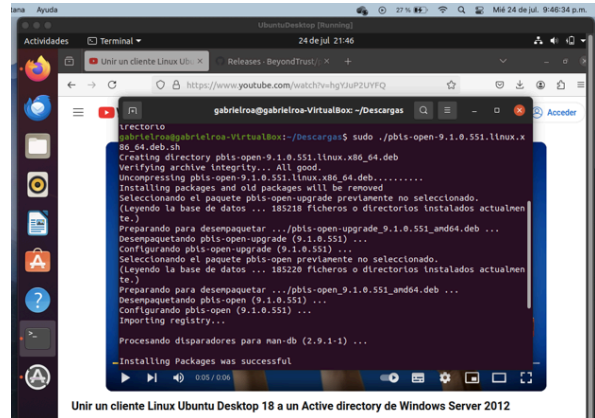 tana Ayuda
27 %
Mié 24 de jul. 9:46:34 p.m.
UbuntuDesktop [Running]
Actividades
Terminal
24 de jul 21:46
Unir un cliente Linux Ub
Releases · BeyondTrust/
https://www.youtube.com/watch?v=hgYJuP2UYFQ
gabrielroa@gabrielroa-VirtualBox: ~/Descargas
Acceder
irectorio
gabrielroa@gabrielroa-VirtualBox:~/Descargas$ sudo ./pbis-open-9.1.0.551.linux.x
86_64.deb.sh
Creating directory pbis-open-9.1.0.551.linux.x86_64.deb
Verifying archive integrity... All good.
Uncompressing pbis-open-9.1.0.551.linux.x86_64.deb..........
Installing packages and old packages will be removed
Seleccionando el paquete pbis-open-upgrade previamente no seleccionado.
(Leyendo la base de datos ... 185218 ficheros o directorios instalados actualmen
te.)
Preparando para desempaquetar .../pbis-open-upgrade_9.1.0.551_amd64.deb ...
Desempaquetando pbis-open-upgrade (9.1.0.551) ...
Configurando pbis-open-upgrade (9.1.0.551) ...
Seleccionando el paquete pbis-open previamente no seleccionado.
(Leyendo la base de datos ... 185220 ficheros o directorios instalados actualmen
te.)
Preparando para desempaquetar .../pbis-open_9.1.0.551_amd64.deb ...
Desempaquetando pbis-open (9.1.0.551) ...
Configurando pbis-open (9.1.0.551) ...
Importing registry...
Procesando disparadores para man-db (2.9.1-1) ...
Installing Packages was successful
0:05 / 0:06
Unir un cliente Linux Ubuntu Desktop 18 a un Active directory de Windows Server 2012